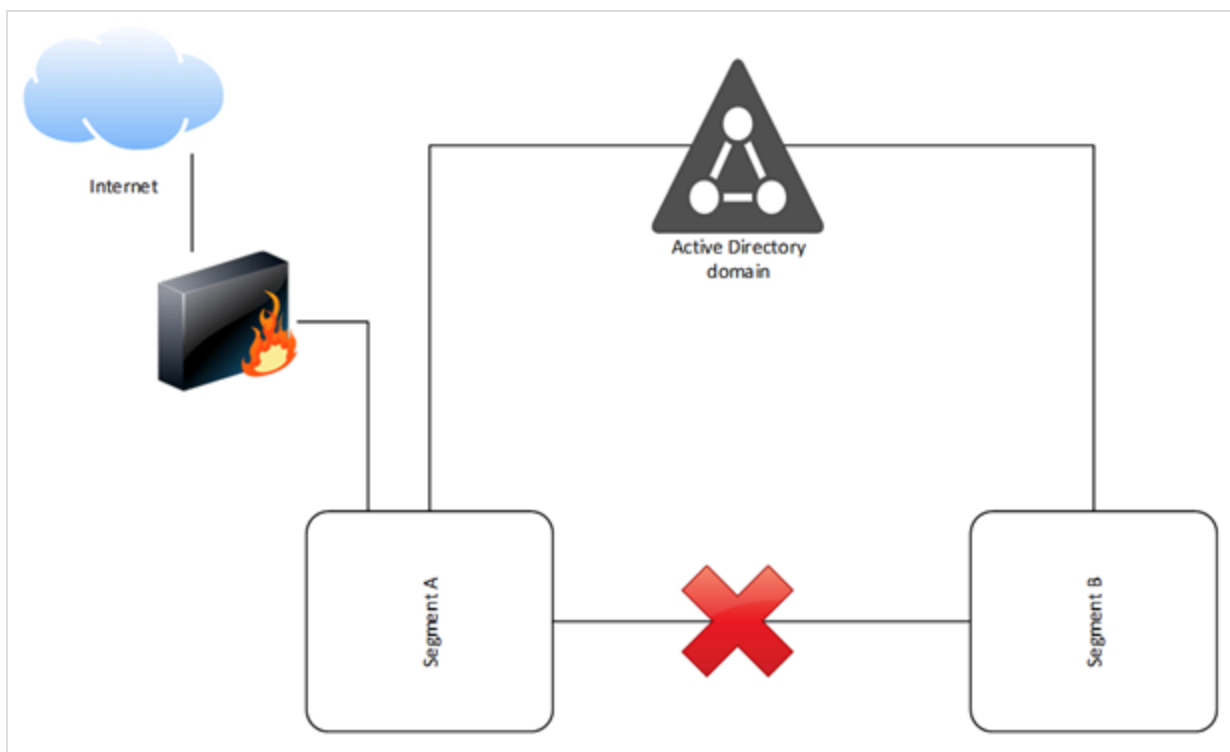 Internet
Active Directory
domain
Segment A
Segment B